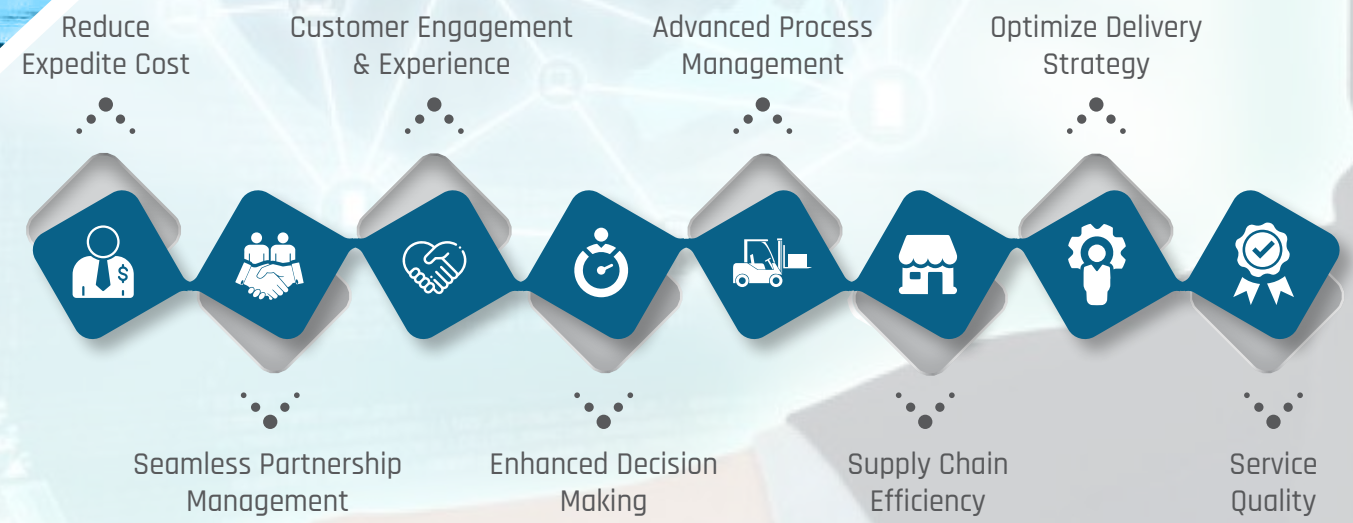 Reduce
Expedite Cost
Customer Engagement
& Experience
Advanced Process
Management
Optimize Delivery
Strategy
$
Seamless Partnership
Management
Enhanced Decision
Making
Supply Chain
Efficiency
Service
Quality